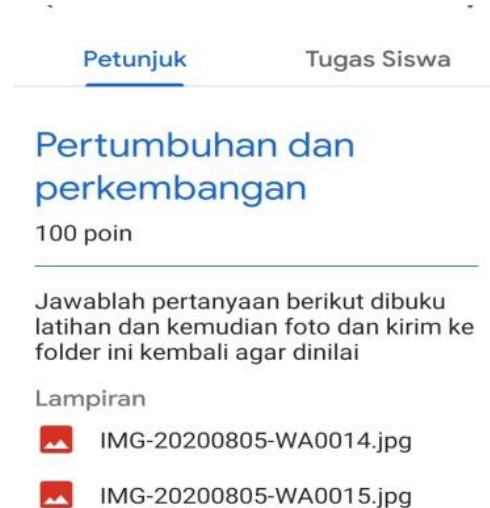 Petunjuk Tugas Siswa
Pertumbuhan dan
perkembangan
100 poin
Jawablah pertanyaan berikut dibuku
latihan dan kemudian foto dan kirim ke
folder ini kembali agar dinilai
Lampiran
IMG-20200805-WA0014.jpg
IMG-20200805-WA0015.jpg